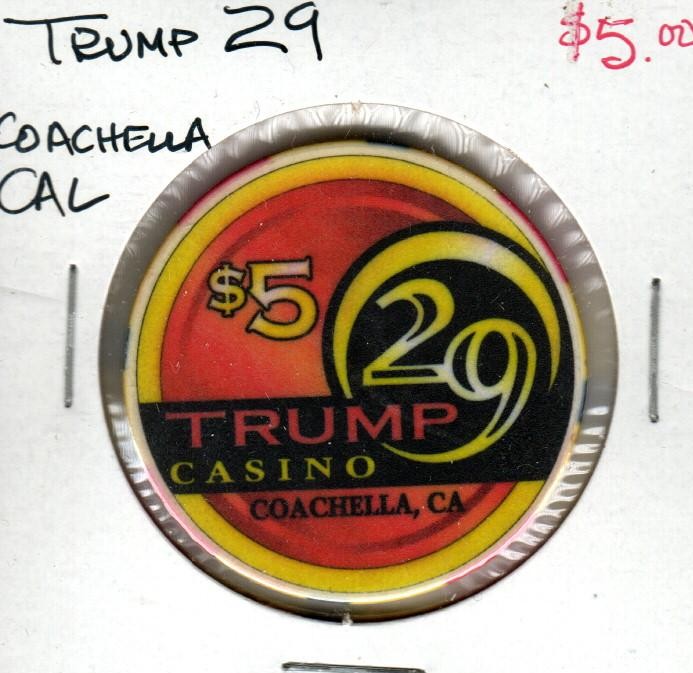 TRUMP 29
$5.00
COACHELLA
CAL
$5
29
TRUMP
CASINO
COACHELLA, CA